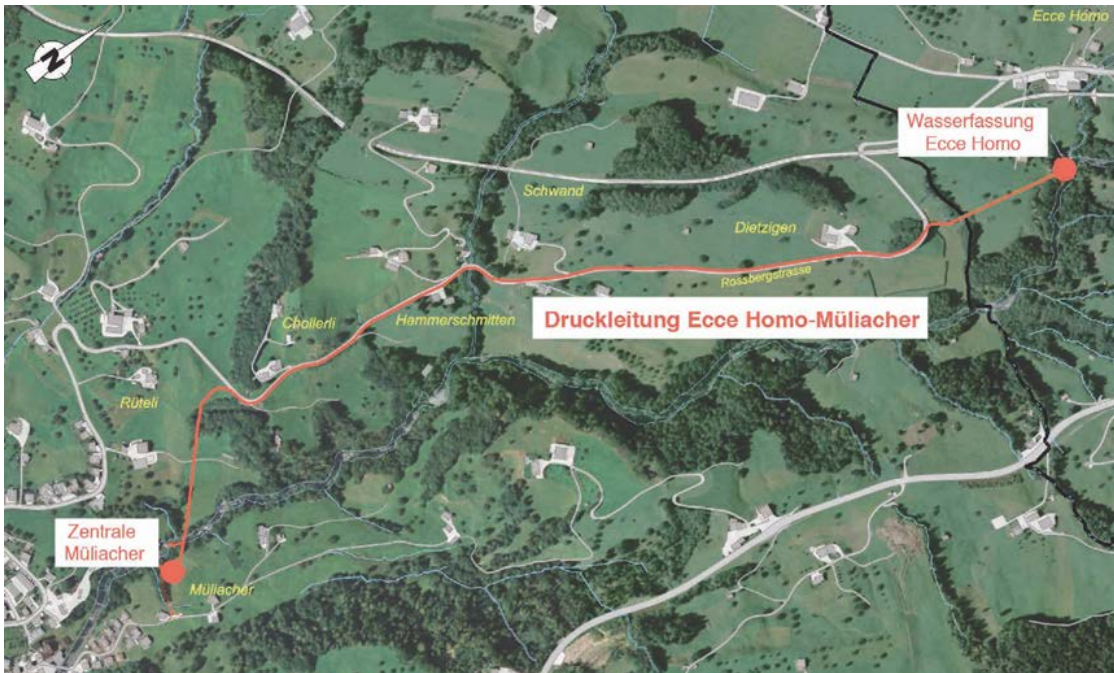 Ecce Homo
N
Wasserfassung
Ecce Homo
Schwand
Dietzigen
Rossbergstrasse
Druckleitung Ecce Homo-Müliacher
Hammerschmitten
Chollerli
Rüteli
Zentrale
Müliacher
Müliacher